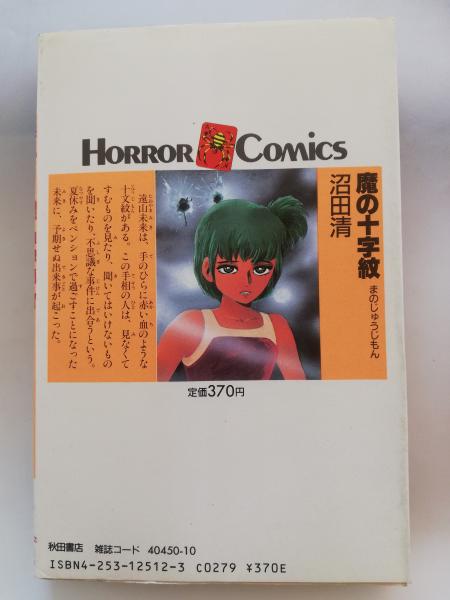 HORROR COMICS
魔の十字紋
まのじゅうじもん
沼田清
遠山未来は、手のひらに赤い血のような
十文紋がある。この手相の人は、見なくて
すむものを見たり、聞いてはいけないもの
を聞いたり、不思議な事件に出合うという。
夏休みをペンションで過ごすことになった
未来に、予期せぬ出来事が起こった。
定価370円
秋田書店 雑誌コード 40450-10
ISBN4-253-12512-3 C0279 ¥370E